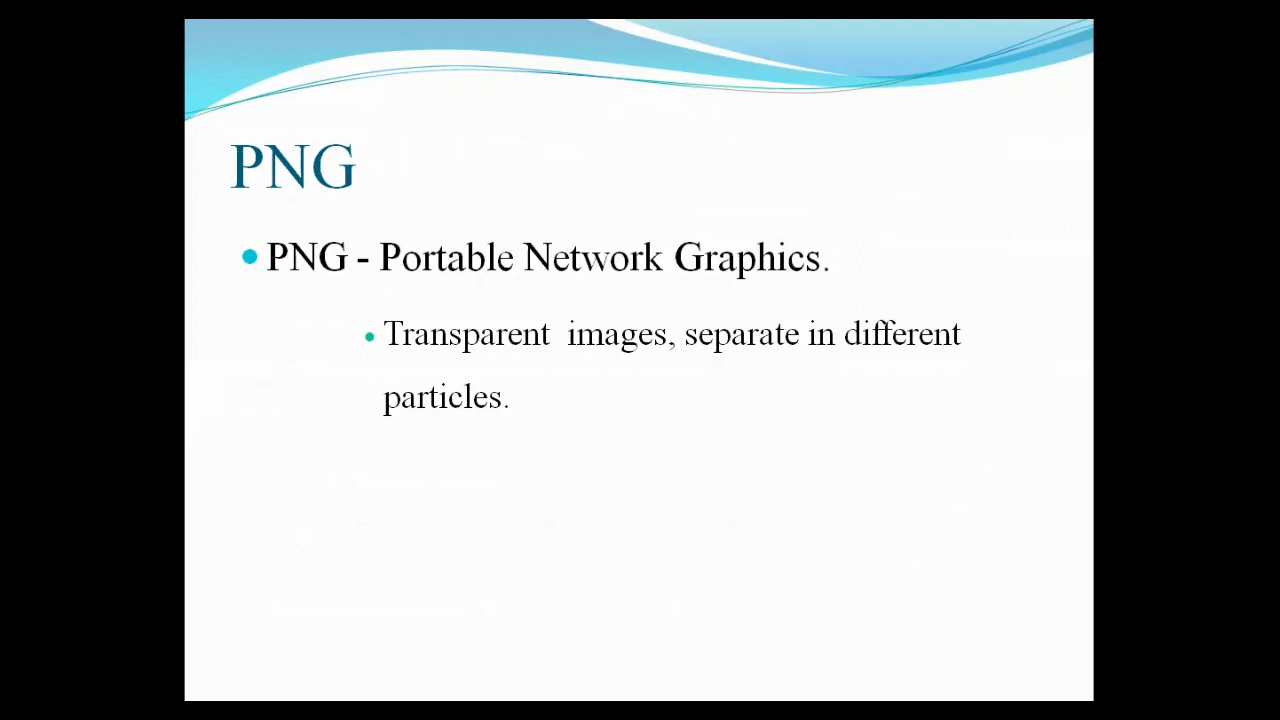 PNG
PNG - Portable Network Graphics.
Transparent  images, separate in different
particles.